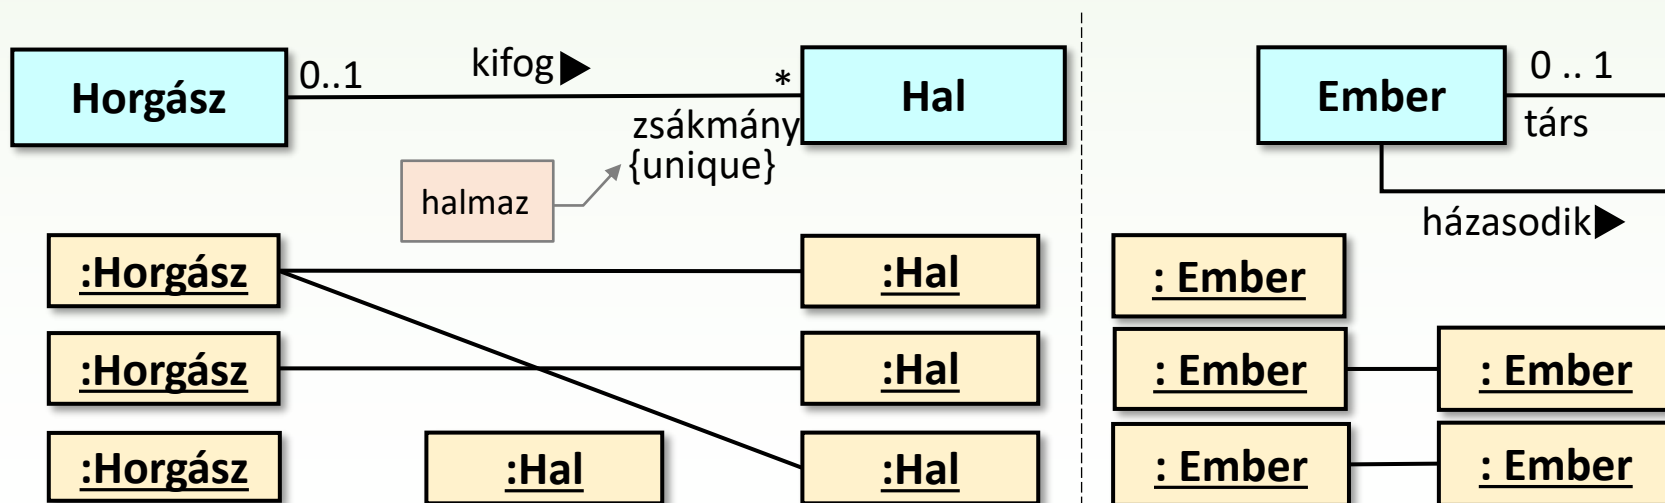 Horgász
0..1
kifog
*
zsákmány
{unique}
Hal
halmaz
:Horgász
:Hal
:Horgász
:Hal
:Horgász
:Hal
:Hal
Ember
0 .. 1
társ
házasodik
: Ember
: Ember
: Ember
: Ember
: Ember